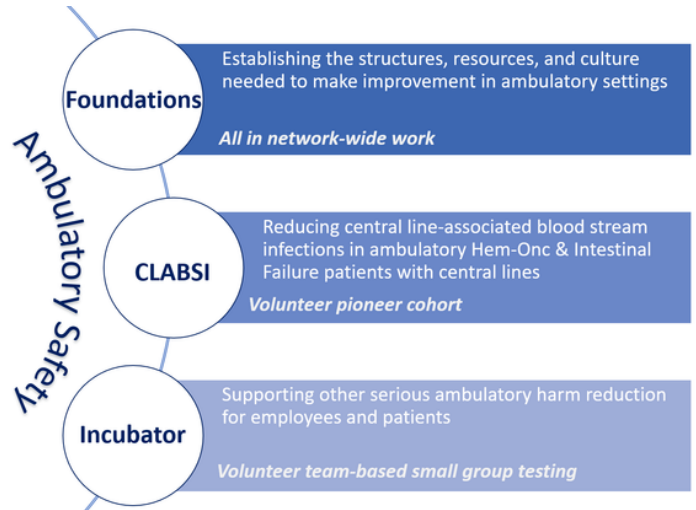 Ambulatory Safety
Foundations
Establishing the structures, resources, and culture
needed to make improvement in ambulatory settings
All in network-wide work
CLABSI
Reducing central line-associated blood stream
infections in ambulatory Hem-Onc & Intestinal
Failure patients with central lines
Volunteer pioneer cohort
Incubator
Supporting other serious ambulatory harm reduction
for employees and patients
Volunteer team-based small group testing